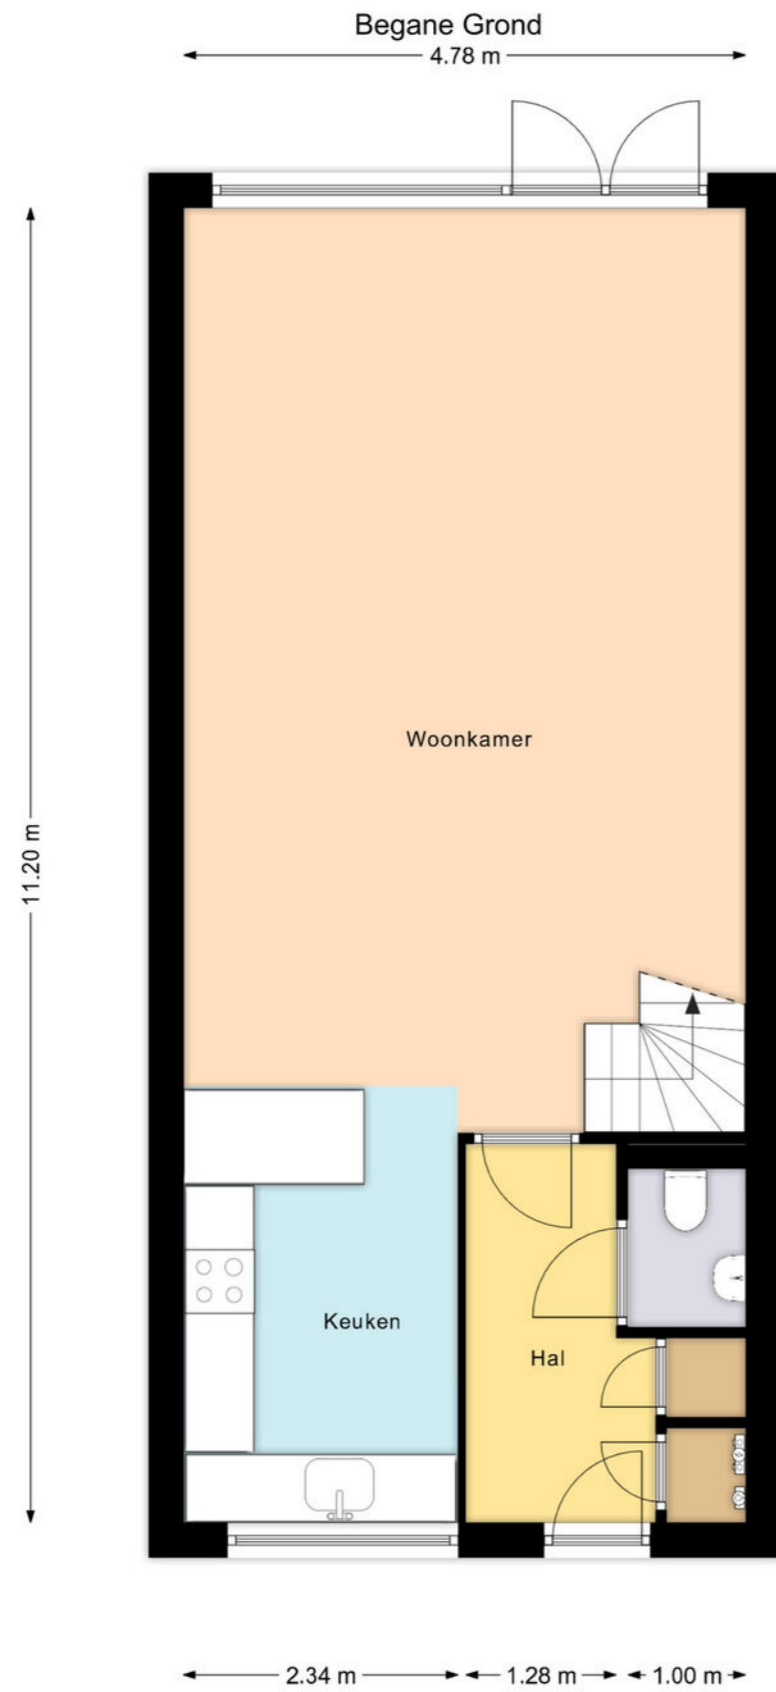 Begane Grond
4.78 m
Woonkamer
11.20 m
Keuken
Hal
2.34 m
1.28 m
1.00 m